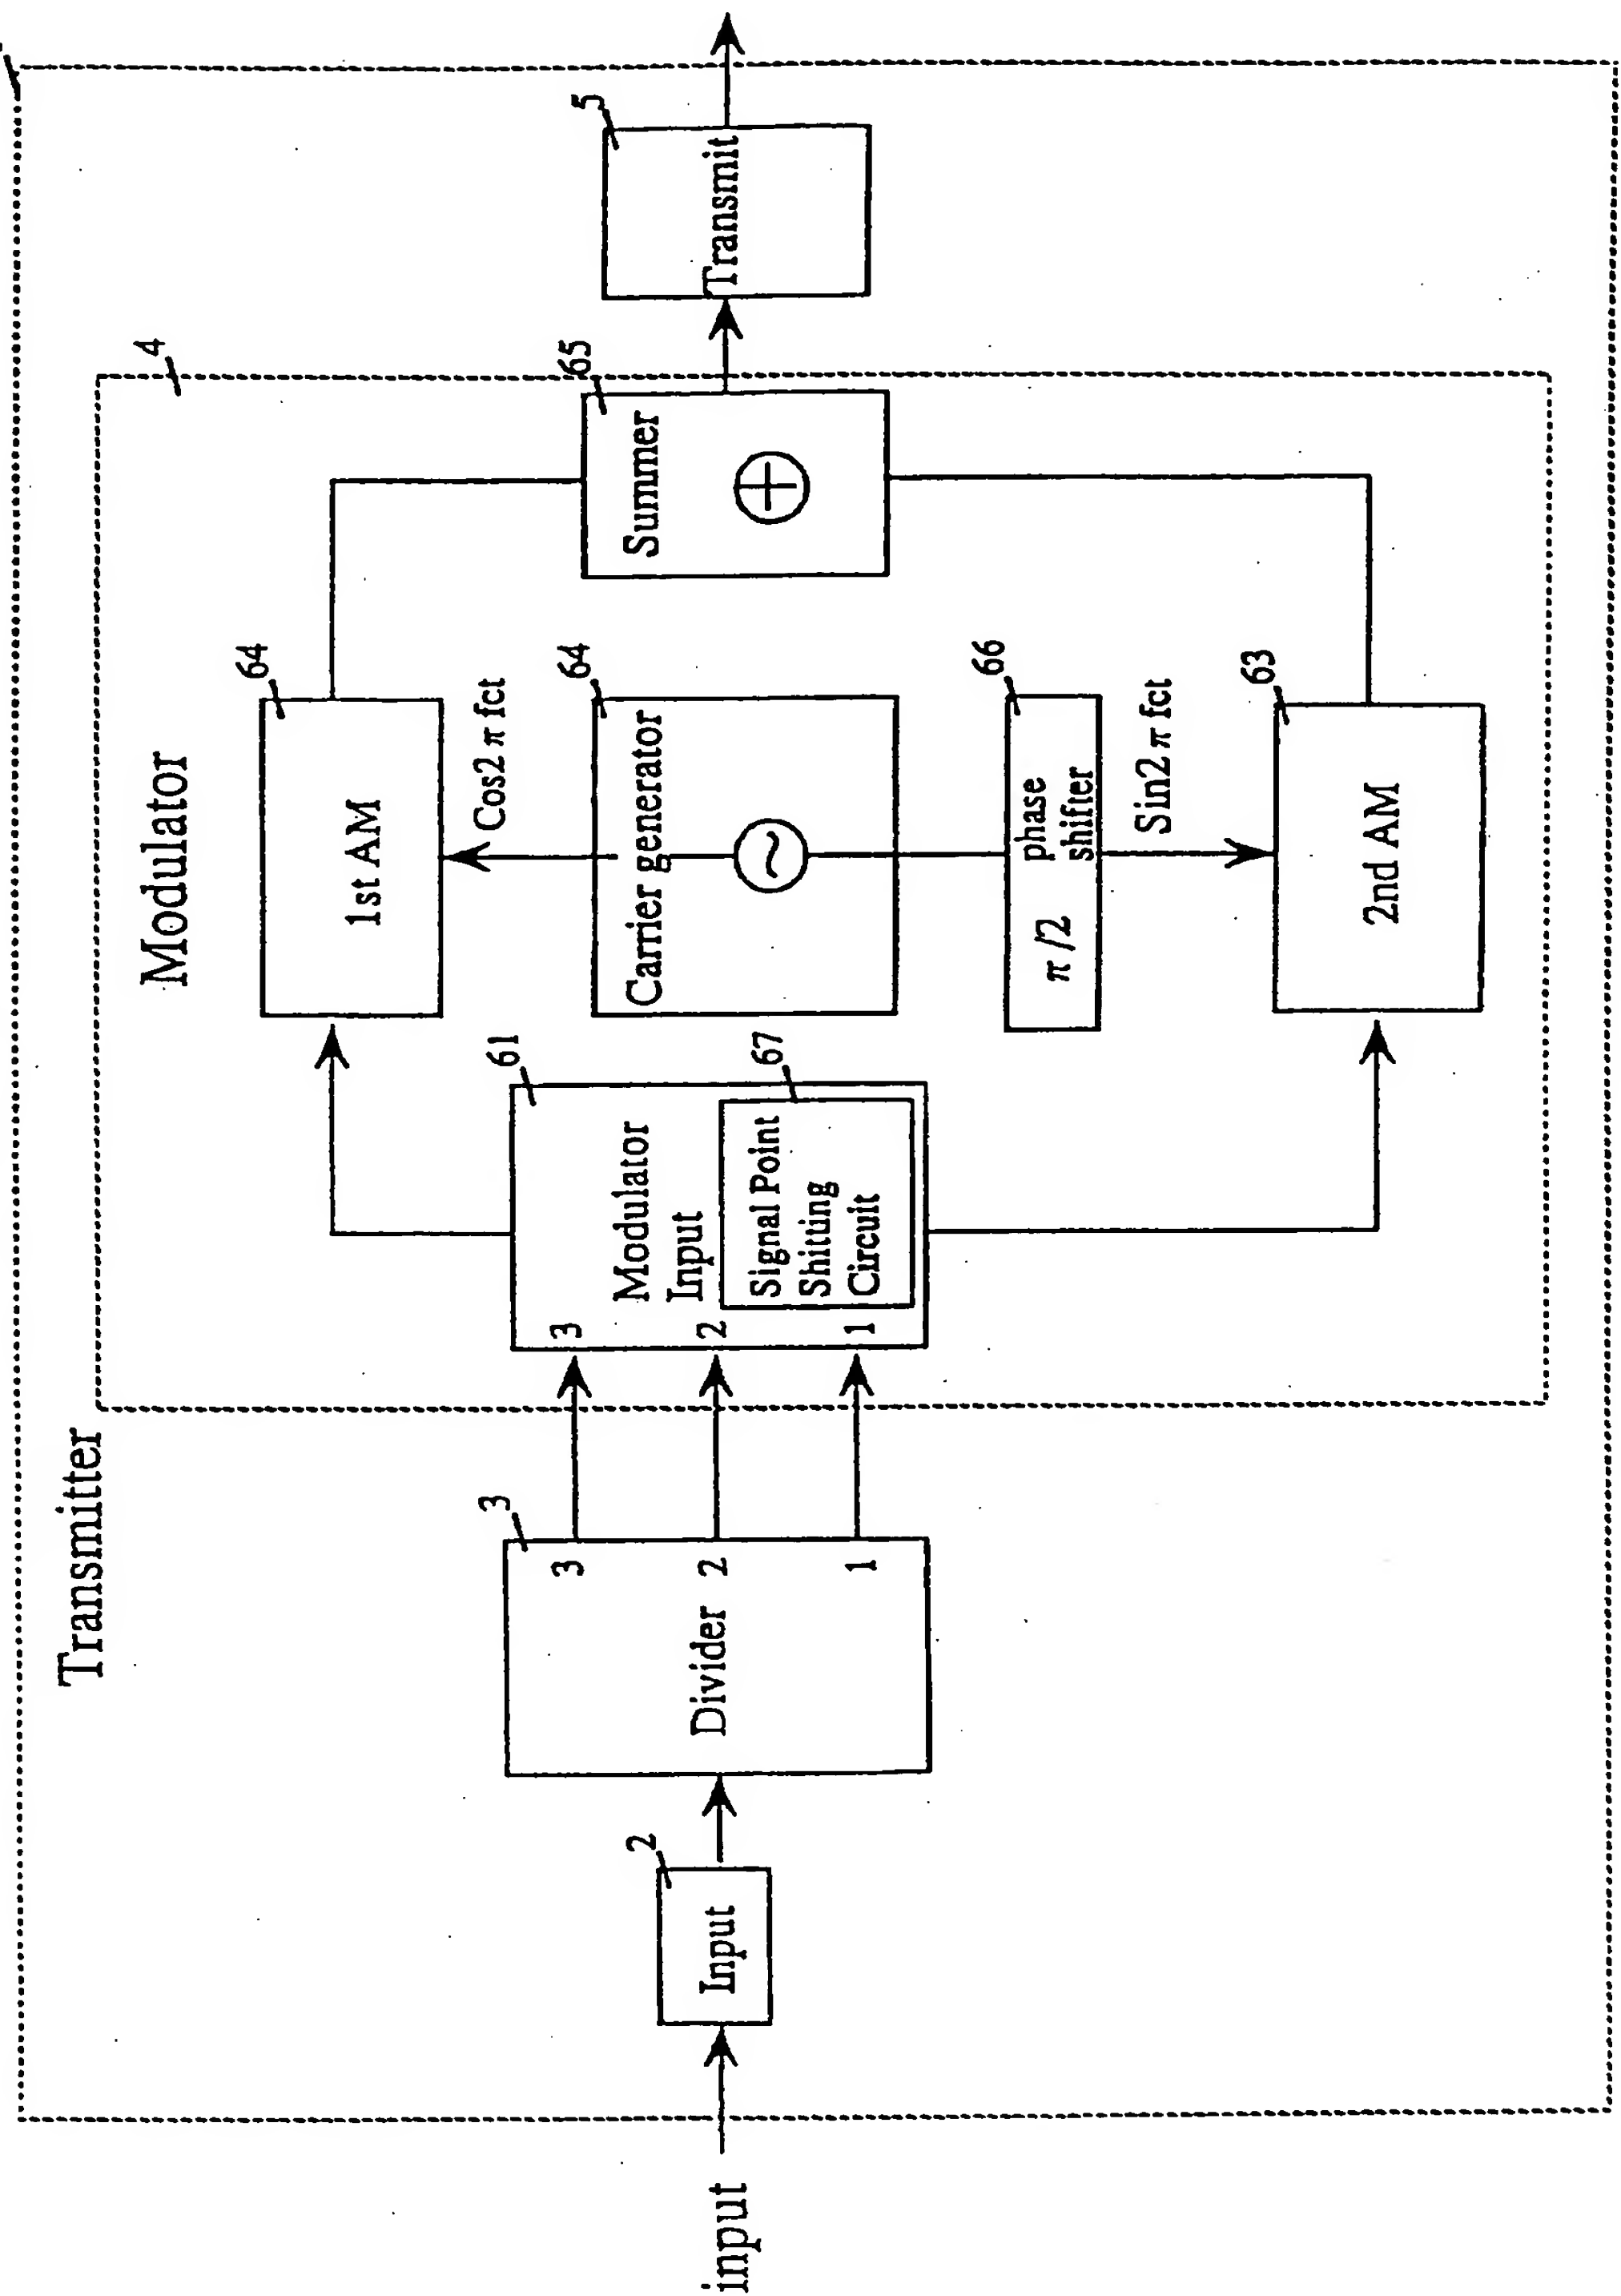 Transmitter
Modulator
4
input
Input
2
Divider
3
3
2
1
3
2
1
Modulator
Input
61
Signal Point
Shitting
Circuit
67
1st AM
64
Cos2 π fct
Carrier generator
64
phase
shifter
π /2
66
Sin2 π fct
2nd AM
63
Summer
65
Transmit
5